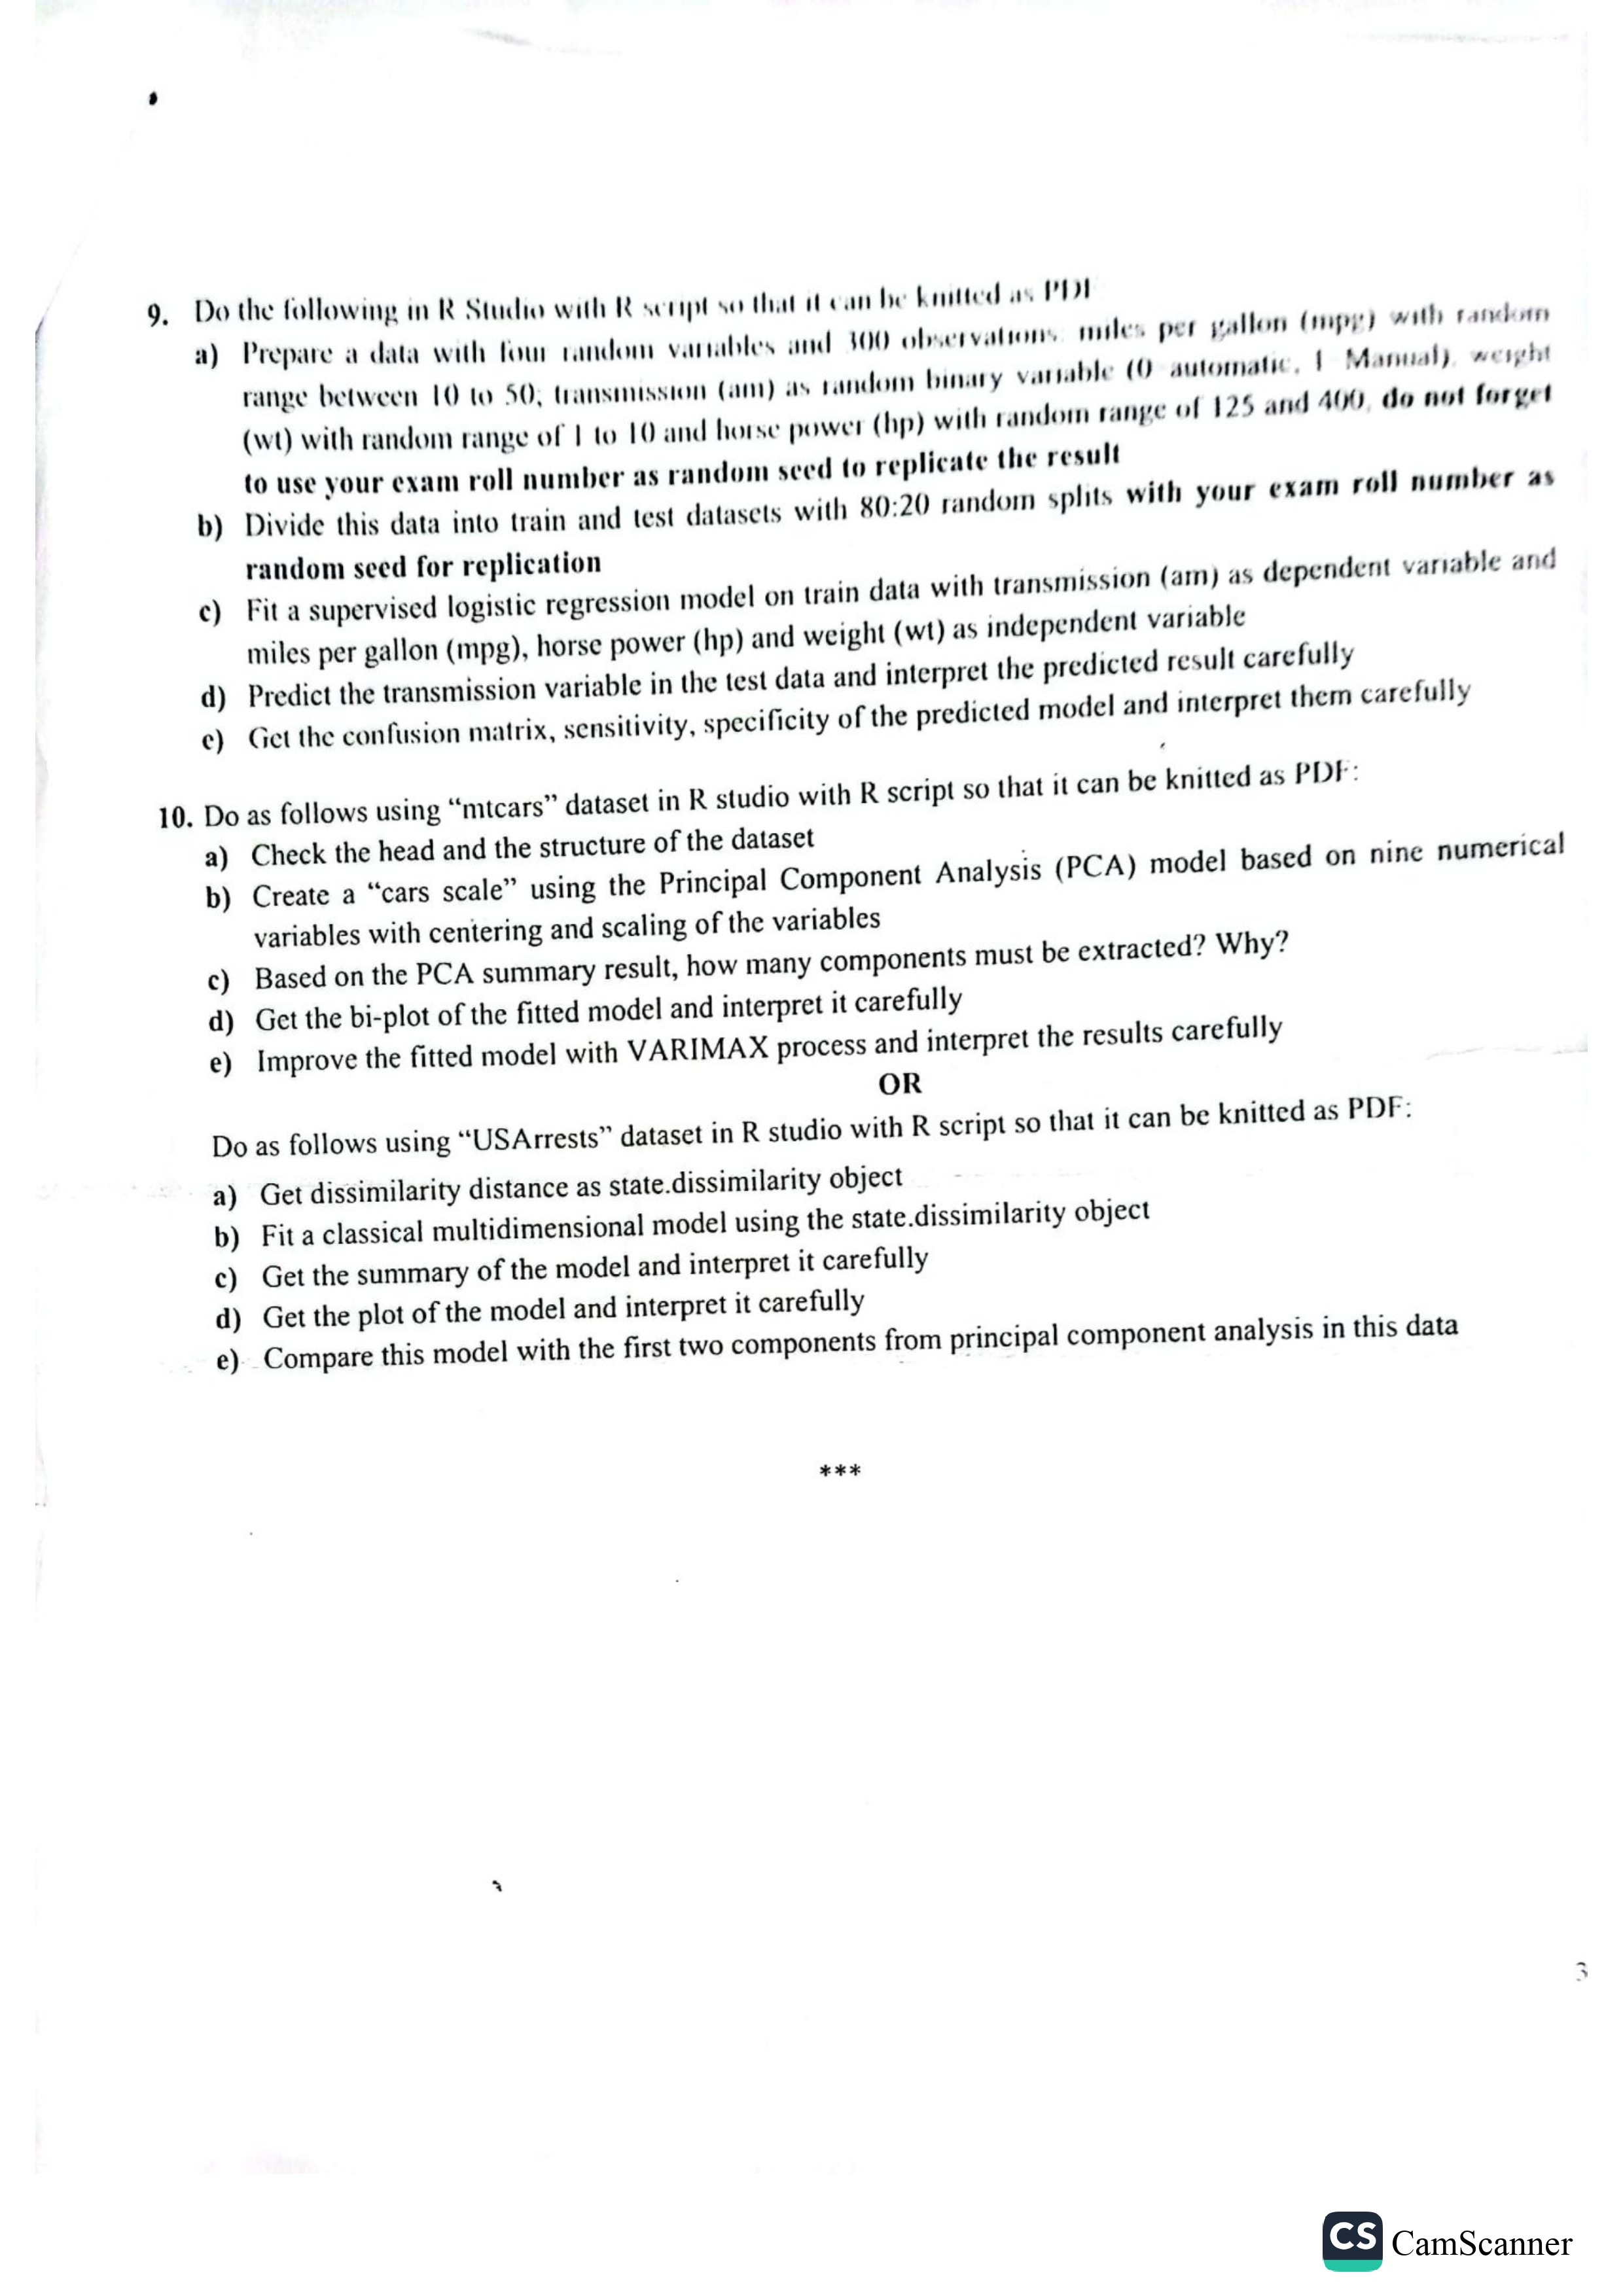 9. Do the following in R Studio with R script so that it can be knitted as PDF
a) Prepare a data with four random variables and 300 observations: miles per gallon (mpg) with random
range between 10 to 50; transmission (am) as random binary variable (0 automatic, 1 Manual), weight
(wt) with random range of 1 to 10 and horse power (hp) with random range of 125 and 400, do not forget
to use your exam roll number as random seed to replicate the result
b) Divide this data into train and test datasets with 80:20 random splits with your exam roll number as
random seed for replication
c) Fit a supervised logistic regression model on train data with transmission (am) as dependent variable and
miles per gallon (mpg), horse power (hp) and weight (wt) as independent variable
d) Predict the transmission variable in the test data and interpret the predicted result carefully
e) Get the confusion matrix, sensitivity, specificity of the predicted model and interpret them carefully
10. Do as follows using “mtcars” dataset in R studio with R script so that it can be knitted as PDF:
a) Check the head and the structure of the dataset
b) Create a “cars scale” using the Principal Component Analysis (PCA) model based on nine numerical
variables with centering and scaling of the variables
c) Based on the PCA summary result, how many components must be extracted? Why?
d) Get the bi-plot of the fitted model and interpret it carefully
e) Improve the fitted model with VARIMAX process and interpret the results carefully
OR
Do as follows using “USArrests” dataset in R studio with R script so that it can be knitted as PDF:
a) Get dissimilarity distance as state.dissimilarity object
b) Fit a classical multidimensional model using the state.dissimilarity object
c) Get the summary of the model and interpret it carefully
d) Get the plot of the model and interpret it carefully
e) Compare this model with the first two components from principal component analysis in this data
***
3
CS CamScanner